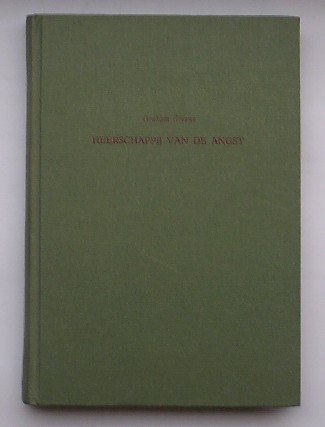 Graham Greene
HEERSCHAPPIJ VAN DE ANGST